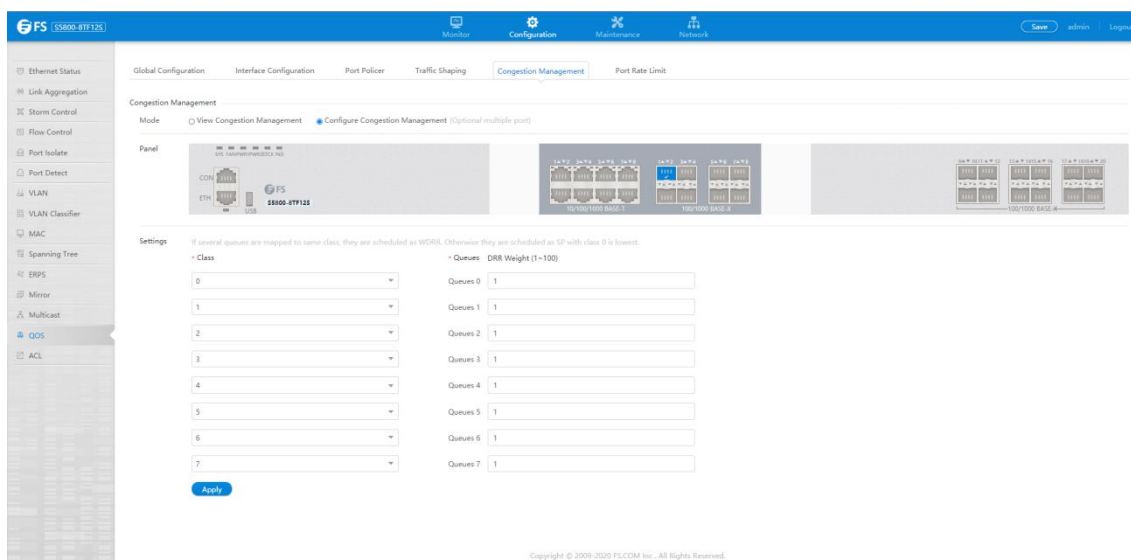 FS S5800-8TF12S
Monitor Configuration Maintenance Network
Save admin Logou
Ethernet Status
Link Aggregation
Storm Control
Flow Control
Port Isolate
Port Detect
VLAN
VLAN Classifier
MAC
Spanning Tree
ERPS
Mirror
Multicast
QOS
ACL
Global Configuration Interface Configuration Port Policer Traffic Shaping Congestion Management Port Rate Limit
Congestion Management
Mode View Congestion Management Configure Congestion Management (Optional multiple port)
Panel
CON
ETH
USB
FS
S5800-8TF12S
10/100/1000 BASE-T
100/1000 BASE-X
100/1000 BASE-X
Settings If several queues are mapped to same class, they are scheduled as WDRR. Otherwise they are scheduled as SP with class 0 is lowest.
* Class * Queues DRR Weight (1~100)
0 Queues 0 1
1 Queues 1 1
2 Queues 2 1
3 Queues 3 1
4 Queues 4 1
5 Queues 5 1
6 Queues 6 1
7 Queues 7 1
Apply
Copyright © 2009-2020 FS.COM Inc . All Rights Reserved.